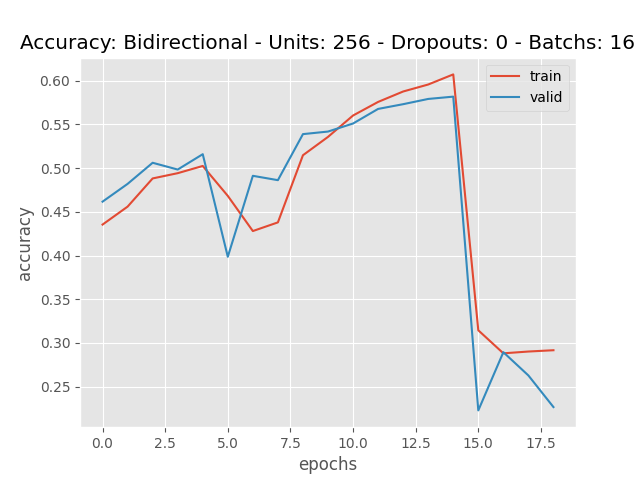 Accuracy: Bidirectional - Units: 256 - Dropouts: 0 - Batchs: 16
train
valid
0.60
0.55
0.50
0.45
0.40
0.35
0.30
0.25
accuracy
0.0 2.5 5.0 7.5 10.0 12.5 15.0 17.5
epochs